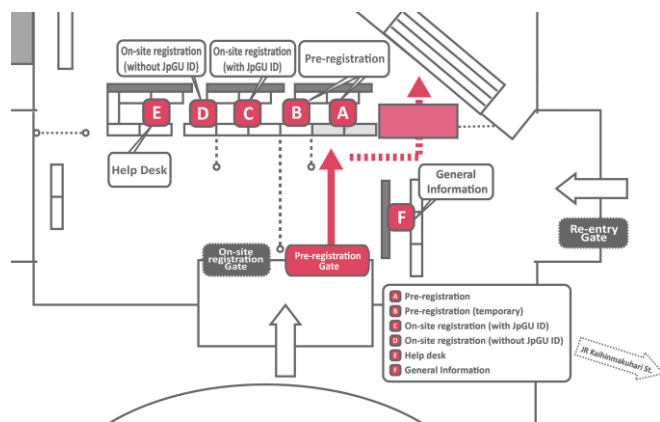 On-site registration
(without JpGU ID)
On-site registration
(with JpGU ID)
Pre-registration
E
D
C
B
A
Help Desk
General
Information
F
Re-entry
Gate
On-site
registration
Gate
Pre-registration
Gate
A Pre-registration
B Pre-registration (temporary)
C On-site registration (with JpGU ID)
D On-site registration (without JpGU ID)
E Help desk
F General Information
JR Kaihinmakuhari St.